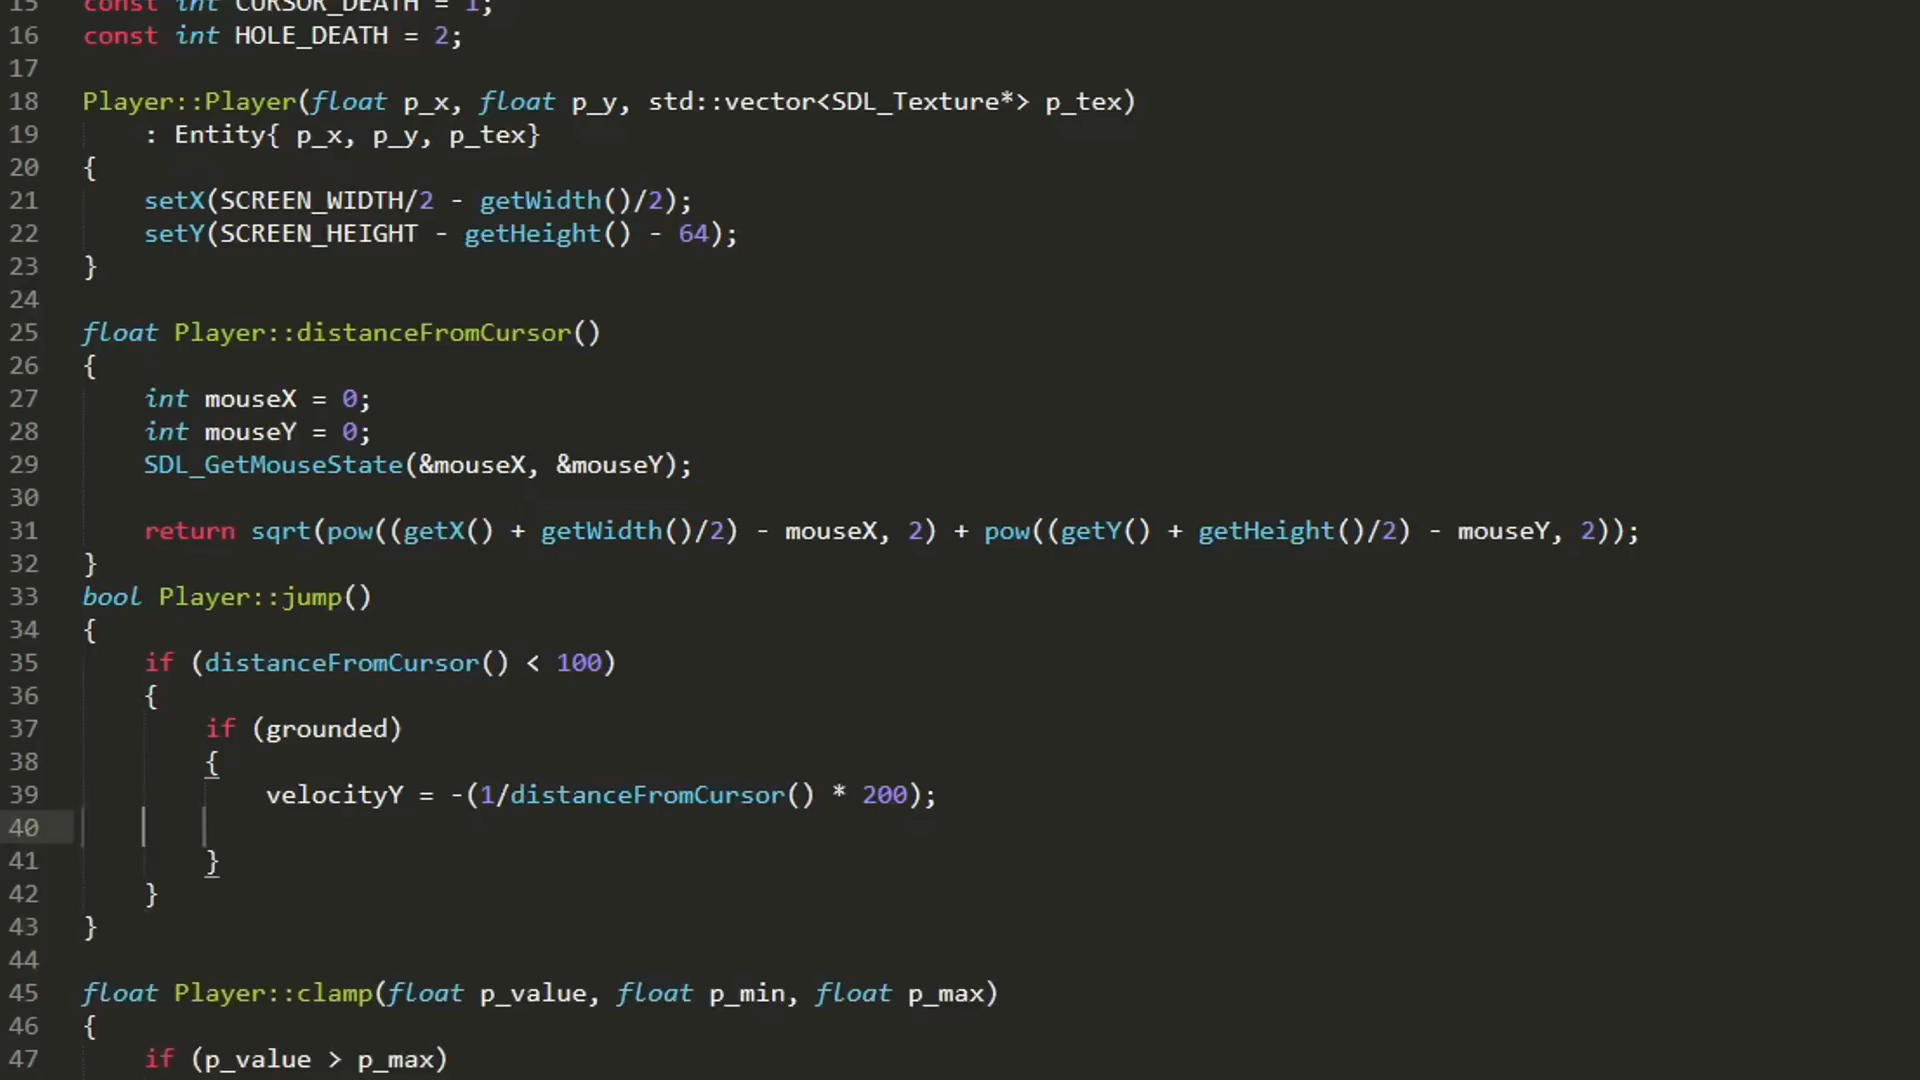 15 const int CURSOR_DEATH = 1;
16 const int HOLE_DEATH = 2;
17
18 Player::Player(float p_x, float p_y, std::vector<SDL_Texture*> p_tex)
19     : Entity{ p_x, p_y, p_tex}
20 {
21     setX(SCREEN_WIDTH/2 - getWidth()/2);
22     setY(SCREEN_HEIGHT - getHeight() - 64);
23 }
24
25 float Player::distanceFromCursor()
26 {
27     int mouseX = 0;
28     int mouseY = 0;
29     SDL_GetMouseState(&mouseX, &mouseY);
30
31     return sqrt(pow((getX() + getWidth()/2) - mouseX, 2) + pow((getY() + getHeight()/2) - mouseY, 2));
32 }
33 bool Player::jump()
34 {
35     if (distanceFromCursor() < 100)
36     {
37         if (grounded)
38         {
39             velocityY = -(1/distanceFromCursor() * 200);
40
41         }
42     }
43 }
44
45 float Player::clamp(float p_value, float p_min, float p_max)
46 {
47     if (p_value > p_max)